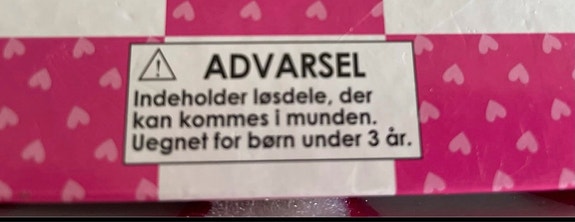 ADVARSEL
Indeholder løsdele, der
kan kommes i munden.
Uegnet for børn under 3 år.